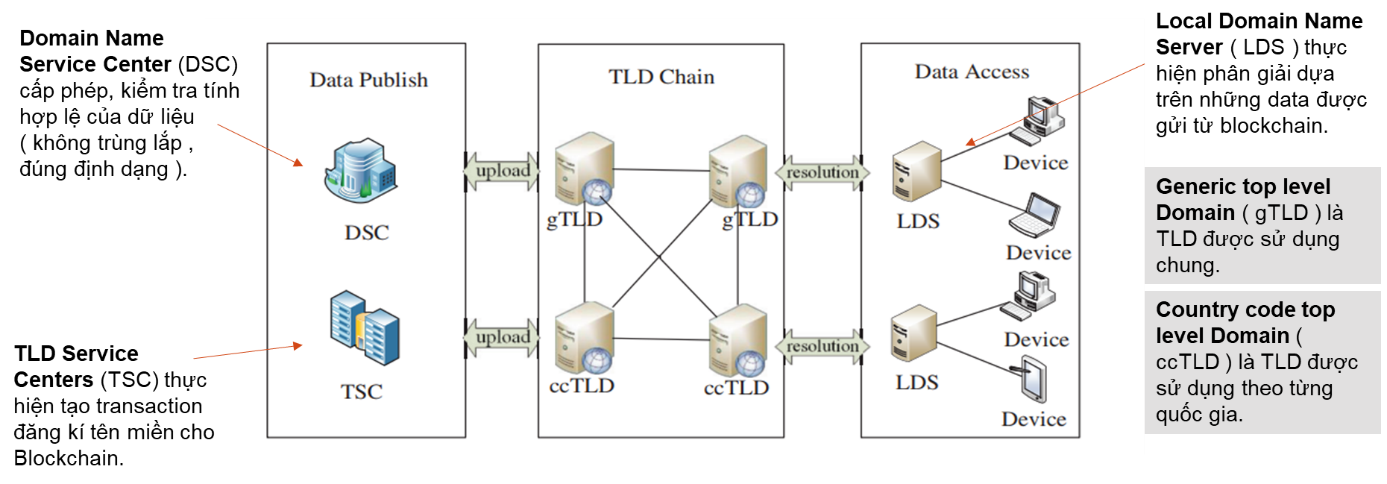 Domain Name
Service Center (DSC)
cấp phép, kiểm tra tính
hợp lệ của dữ liệu
( không trùng lắp ,
đúng định dạng ).
TLD Service
Centers (TSC) thực
hiện tạo transaction
đăng kí tên miền cho
Blockchain.
Data Publish
DSC
TSC
upload
upload
TLD Chain
gTLD
gTLD
ccTLD
ccTLD
resolution
resolution
Data Access
LDS
Device
Device
LDS
Device
Device
Local Domain Name
Server ( LDS ) thực
hiện phân giải dựa
trên những data được
gửi từ blockchain.
Generic top level
Domain ( gTLD ) là
TLD được sử dụng
chung.
Country code top
level Domain (
ccTLD ) là TLD được
sử dụng theo từng
quốc gia.